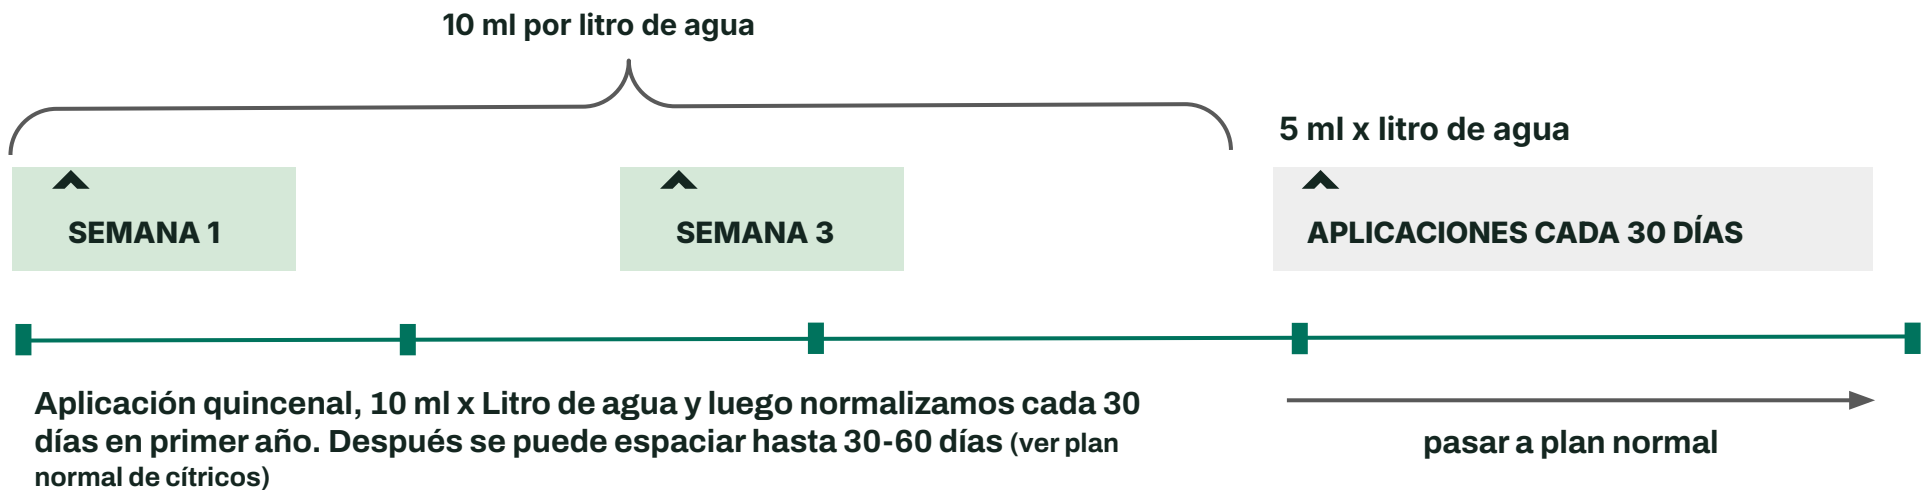 10 ml por litro de agua
5 ml x litro de agua
SEMANA 1
SEMANA 3
APLICACIONES CADA 30 DÍAS
Aplicación quincenal, 10 ml x Litro de agua y luego normalizamos cada 30
días en primer año. Después se puede espaciar hasta 30-60 días (ver plan
normal de cítricos)
pasar a plan normal